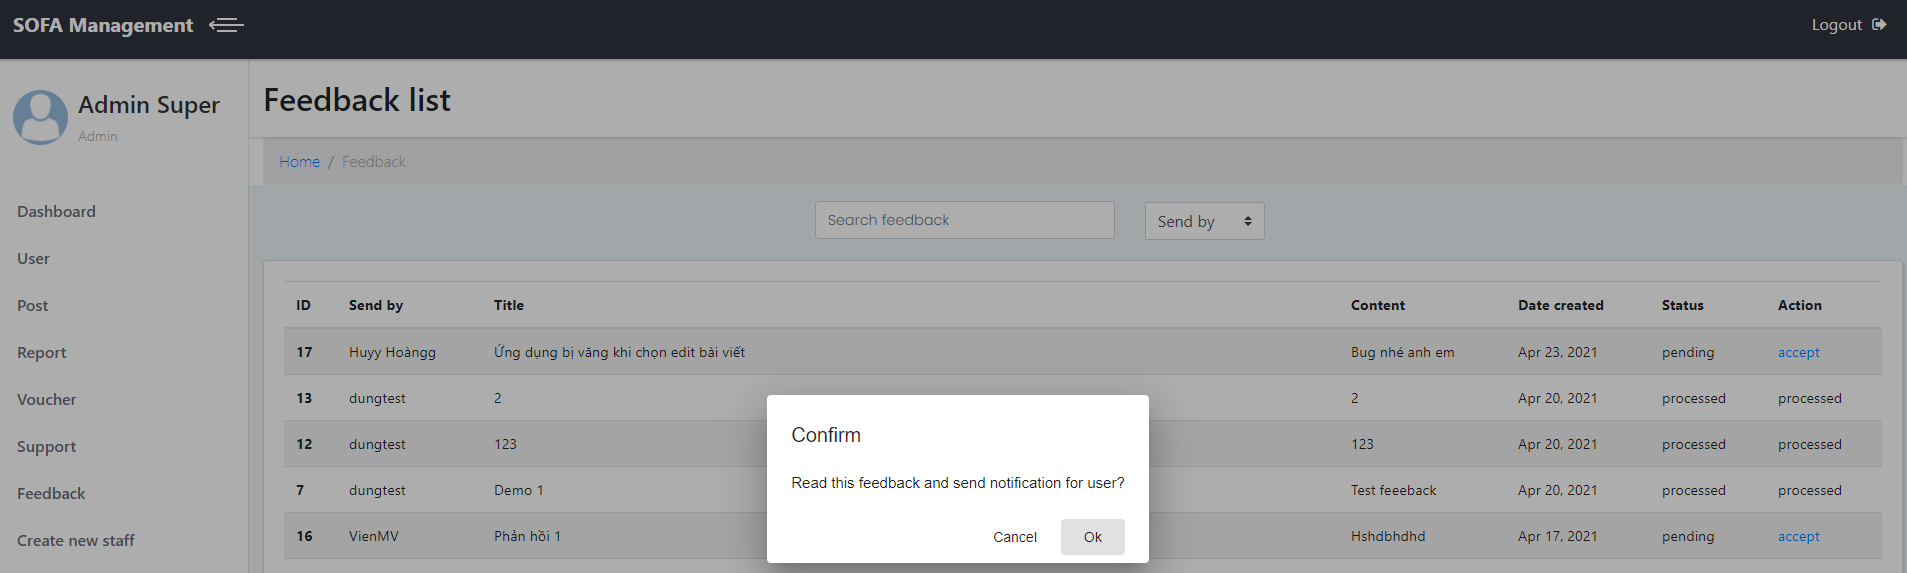 SOFA Management
Logout
Admin Super
Admin
Dashboard
User
Post
Report
Voucher
Support
Feedback
Create new staff
Feedback list
Home / Feedback
Search feedback
Send by
ID Send by Title Content Date created Status Action
17 Huyy Hoàngg Ứng dụng bị văng khi chọn edit bài viết Bug nhé anh em Apr 23, 2021 pending accept
13 dungtest 2 2 Apr 20, 2021 processed processed
12 dungtest 123 123 Apr 20, 2021 processed processed
7 dungtest Demo 1 Test feeeback Apr 20, 2021 processed processed
16 VienMV Phản hồi 1 Hshdbhdhd Apr 17, 2021 pending accept
Confirm
Read this feedback and send notification for user?
Cancel Ok